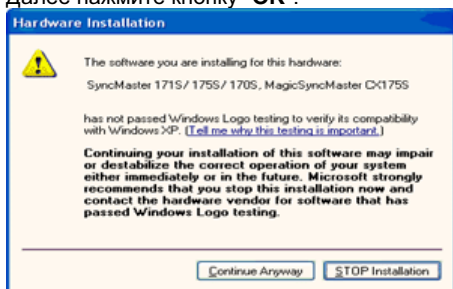 Далее нажмите кнопку "OK".
Hardware Installation
The software you are installing for this hardware:
SyncMaster 171S/ 175S/ 170S, MagicSyncMaster CX175S
has not passed Windows Logo testing to verify its compatibility
with Windows XP. (Tell me why this testing is important.)
Continuing your installation of this software may impair
or destabilize the correct operation of your system
either immediately or in the future. Microsoft strongly
recommends that you stop this installation now and
contact the hardware vendor for software that has
passed Windows Logo testing.
Continue Anyway
STOP Installation